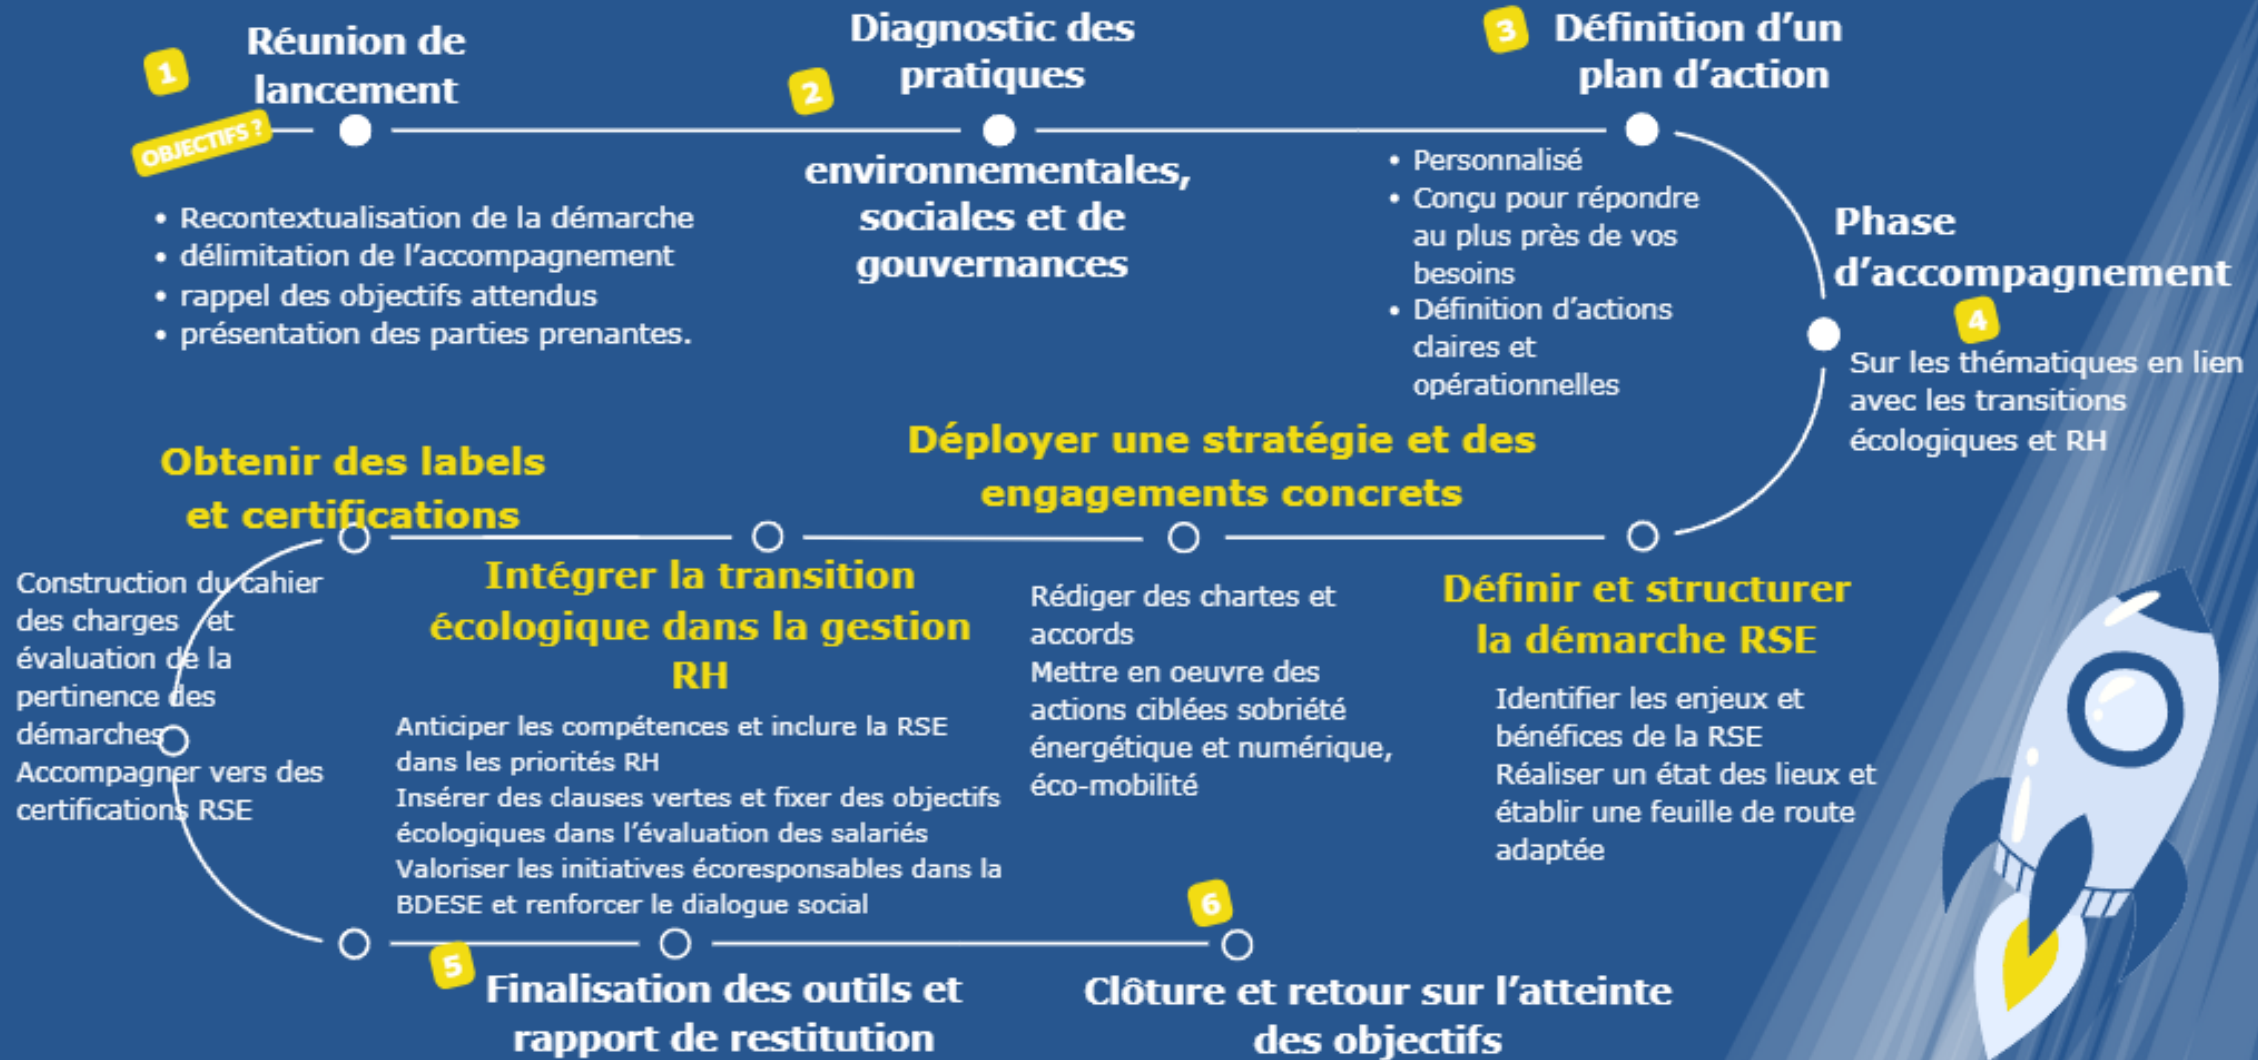 1
Réunion de
lancement
OBJECTIFS ?
• Recontextualisation de la démarche
• délimitation de l’accompagnement
• rappel des objectifs attendus
• présentation des parties prenantes.
2
Diagnostic des
pratiques
environnementales,
sociales et de
gouvernances
3
Définition d’un
plan d’action
• Personnalisé
• Conçu pour répondre
au plus près de vos
besoins
• Définition d’actions
claires et
opérationnelles
Phase
d’accompagnement
4
Sur les thématiques en lien
avec les transitions
écologiques et RH
Définir et structurer
la démarche RSE
Identifier les enjeux et
bénéfices de la RSE
Réaliser un état des lieux et
établir une feuille de route
adaptée
Déployer une stratégie et des
engagements concrets
Rédiger des chartes et
accords
Mettre en oeuvre des
actions ciblées sobriété
énergétique et numérique,
éco-mobilité
Intégrer la transition
écologique dans la gestion
RH
Anticiper les compétences et inclure la RSE
dans les priorités RH
Insérer des clauses vertes et fixer des objectifs
écologiques dans l’évaluation des salariés
Valoriser les initiatives écoresponsables dans la
BDESE et renforcer le dialogue social
Obtenir des labels
et certifications
Construction du cahier
des charges et
évaluation de la
pertinence des
démarches
Accompagner vers des
certifications RSE
5
Finalisation des outils et
rapport de restitution
6
Clôture et retour sur l’atteinte
des objectifs